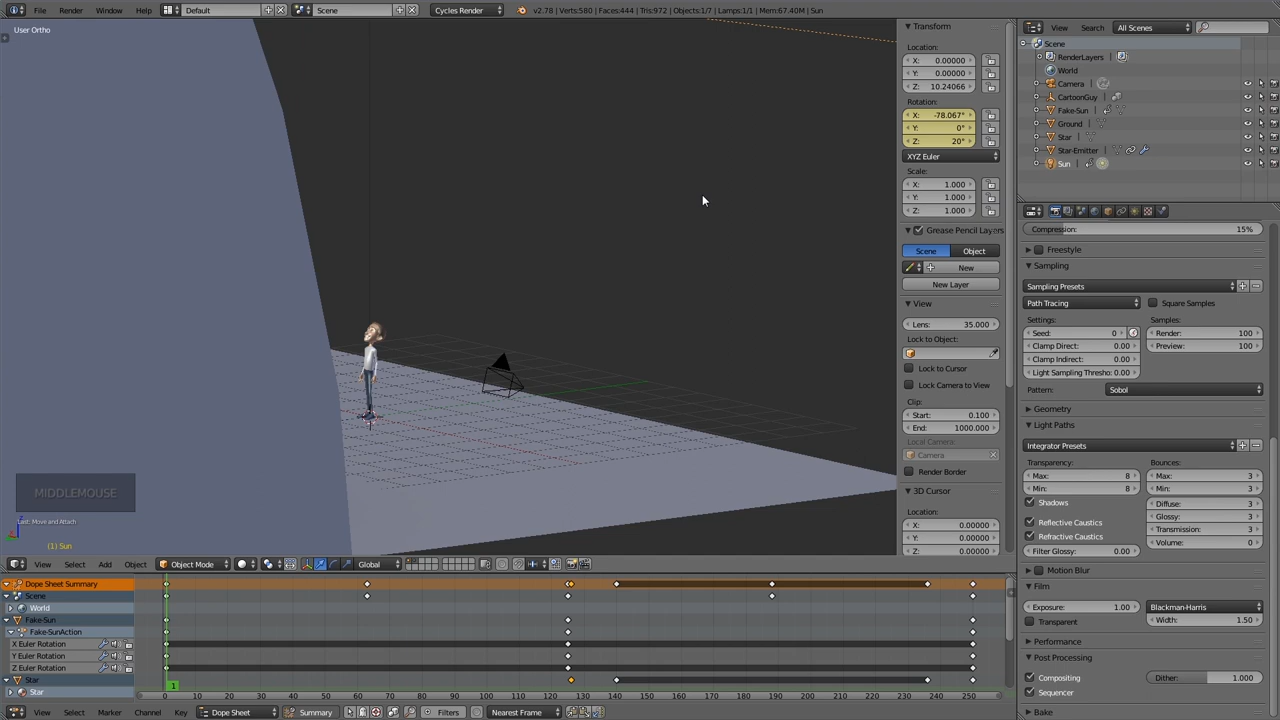 File Render Window Help Default Scene Cycles Render v2.78 | Verts:580 | Faces:444 | Tris:972 | Objects:1/7 | Lamps:1/1 | Mem:67.40M | Sun
User Ortho
MIDDLEMOUSE
Last: Move and Attach
(1) Sun
View Select Add Object Object Mode Global
Transform
Location:
X: 0.00000
Y: 0.00000
Z: 10.24066
Rotation:
X: -78.067°
Y: 0°
Z: 20°
XYZ Euler
Scale:
X: 1.000
Y: 1.000
Z: 1.000
Grease Pencil Layers
Scene Object
New
New Layer
View
Lens: 35.000
Lock to Object:
Lock to Cursor
Lock Camera to View
Clip:
Start: 0.100
End: 1000.000
Local Camera:
Camera
Render Border
3D Cursor
Location:
X: 0.00000
Y: 0.00000
Z: 0.00000
View Search All Scenes
Scene
RenderLayers
World
Camera
CartoonGuy
Fake-Sun
Ground
Star
Star-Emitter
Sun
Compression: 15%
Freestyle
Sampling
Sampling Presets
Path Tracing Square Samples
Settings: Samples:
Seed: 0 Render: 100
Clamp Direct: 0.00 Preview: 100
Clamp Indirect: 0.00
Light Sampling Thresho: 0.00
Pattern: Sobol
Geometry
Light Paths
Integrator Presets
Transparency: Bounces:
Max: 8 Max: 3
Min: 8 Min: 3
Shadows Diffuse: 3
Reflective Caustics Glossy: 3
Refractive Caustics Transmission: 3
Filter Glossy: 0.00 Volume: 0
Motion Blur
Film
Exposure: 1.00 Blackman-Harris
Transparent Width: 1.50
Performance
Post Processing
Compositing Dither: 1.000
Sequencer
Bake
Dope Sheet Summary
Scene
World
Fake-Sun
Fake-SunAction
X Euler Rotation
Y Euler Rotation
Z Euler Rotation
Star
Star
1
0 10 20 30 40 50 60 70 80 90 100 110 120 130 140 150 160 170 180 190 200 210 220 230 240 250
View Select Marker Channel Key Dope Sheet Summary Filters Nearest Frame